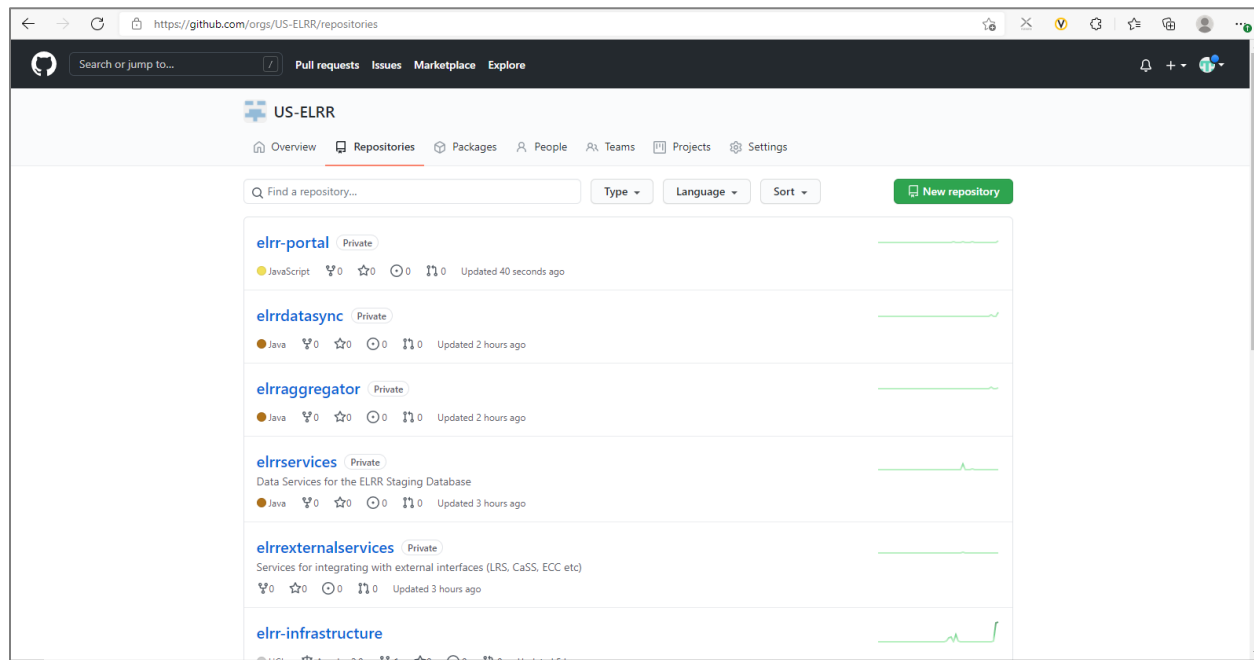 https://github.com/orgs/US-ELRR/repositories
Search or jump to... / Pull requests Issues Marketplace Explore
US-ELRR
Overview Repositories Packages People Teams Projects Settings
Find a repository... Type Language Sort New repository
elrr-portal Private
JavaScript 0 0 0 0 Updated 40 seconds ago
elrrdatasync Private
Java 0 0 0 0 Updated 2 hours ago
elrraggregator Private
Java 0 0 0 0 Updated 2 hours ago
elrrservices Private
Data Services for the ELRR Staging Database
Java 0 0 0 0 Updated 3 hours ago
elrrexternalservices Private
Services for integrating with external interfaces (LRS, CaSS, ECC etc)
0 0 0 0 Updated 3 hours ago
elrr-infrastructure